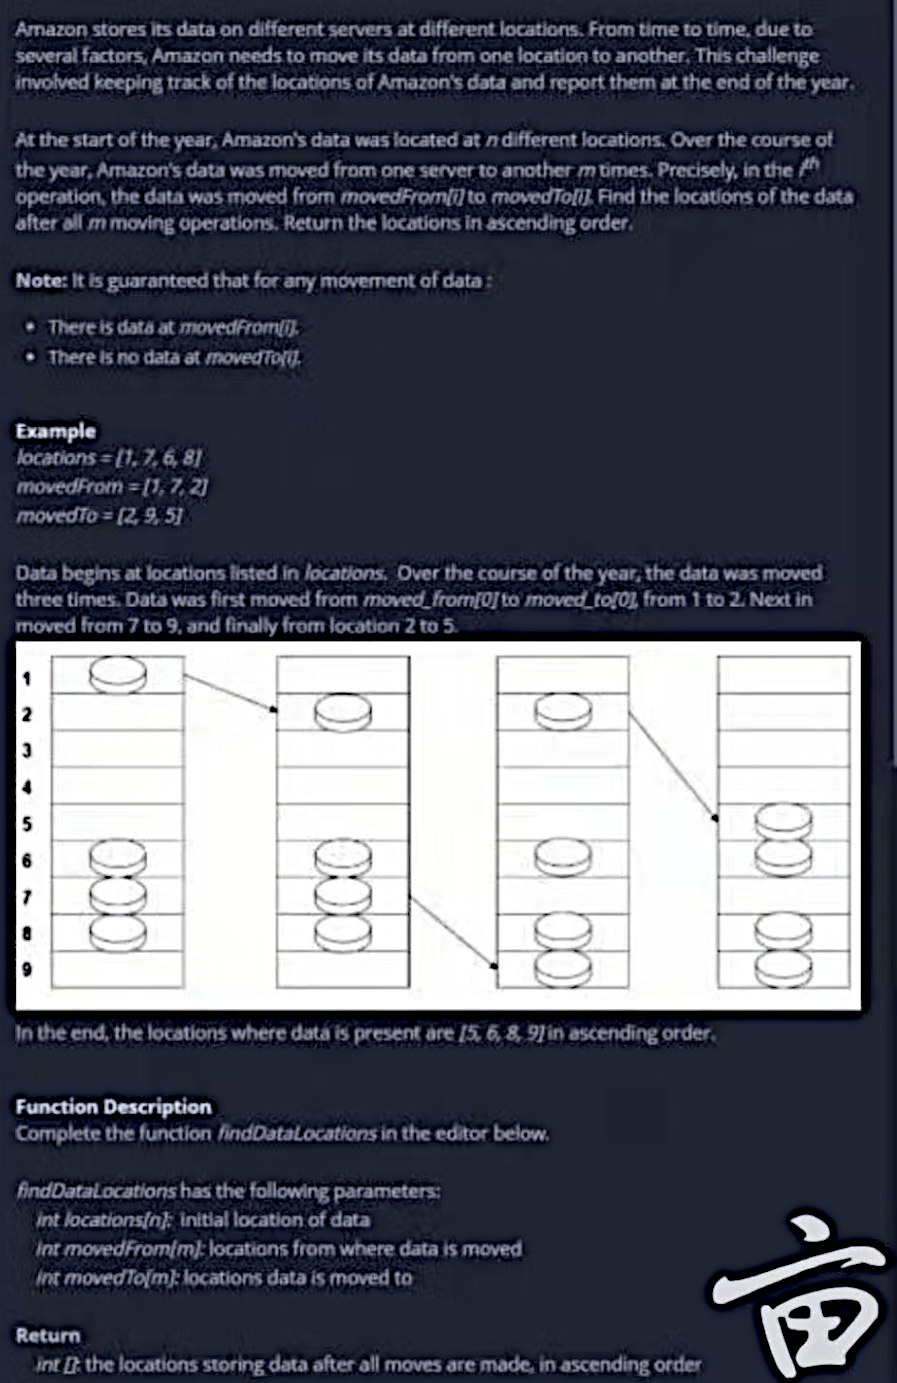 Amazon stores its data on different servers at different locations. From time to time, due to
several factors, Amazon needs to move its data from one location to another. This challenge
involved keeping track of the locations of Amazon's data and report them at the end of the year.
At the start of the year, Amazon's data was located at n different locations. Over the course of
the year, Amazon's data was moved from one server to another m times. Precisely, in the ith
operation, the data was moved from movedFrom[i] to movedTo[i]. Find the locations of the data
after all m moving operations. Return the locations in ascending order.
Note: It is guaranteed that for any movement of data :
• There is data at movedFrom[i].
• There is no data at movedTo[i].
Example
locations = [1, 7, 6, 8]
movedFrom = [1, 7, 2]
movedTo = [2, 9, 5]
Data begins at locations listed in locations. Over the course of the year, the data was moved
three times. Data was first moved from moved_from[0] to moved_to[0], from 1 to 2. Next in
moved from 7 to 9, and finally from location 2 to 5.
1
2
3
4
5
6
7
8
9
In the end, the locations where data is present are [5, 6, 8, 9] in ascending order.
Function Description
Complete the function findDataLocations in the editor below.
findDataLocations has the following parameters:
int locations[n]: initial location of data
int movedFrom[m]: locations from where data is moved
int movedTo[m]: locations data is moved to
Return
int []: the locations storing data after all moves are made, in ascending order
亩